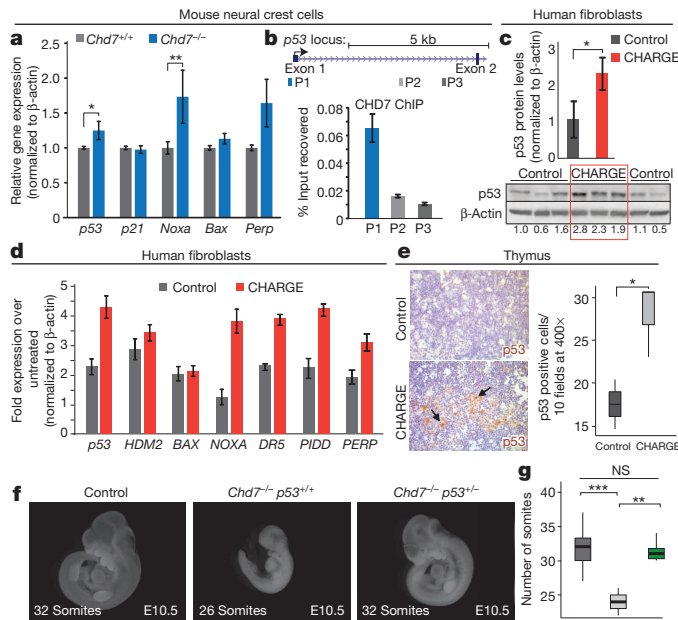 Mouse neural crest cells
Human fibroblasts
a
Chd7+/+
Chd7−/−
Relative gene expression
(normalized to β-actin)
2.5
2.0
1.5
1.0
0.5
0
*
**
p53
p21
Noxa
Bax
Perp
b
p53 locus:
5 kb
Exon 1
Exon 2
P1
P2
P3
CHD7 ChIP
% Input recovered
0.08
0.06
0.04
0.02
0.00
P1
P2
P3
c
Control
CHARGE
p53 protein levels
(normalized to β-actin)
3
2
1
0
*
Control
CHARGE
Control
p53
β-Actin
1.0 0.6 1.6 2.8 2.3 1.9 1.1 0.5
d
Human fibroblasts
Control
CHARGE
Fold expression over
untreated
(normalized to β-actin)
5
4
3
2
1
0
p53
HDM2
BAX
NOXA
DR5
PIDD
PERP
e
Thymus
Control
p53
CHARGE
p53
p53 positive cells/
10 fields at 400×
30
25
20
15
*
Control
CHARGE
f
Control
32 Somites
E10.5
Chd7−/− p53+/+
26 Somites
E10.5
Chd7−/− p53+/−
32 Somites
E10.5
g
NS
***
**
Number of somites
40
35
30
25